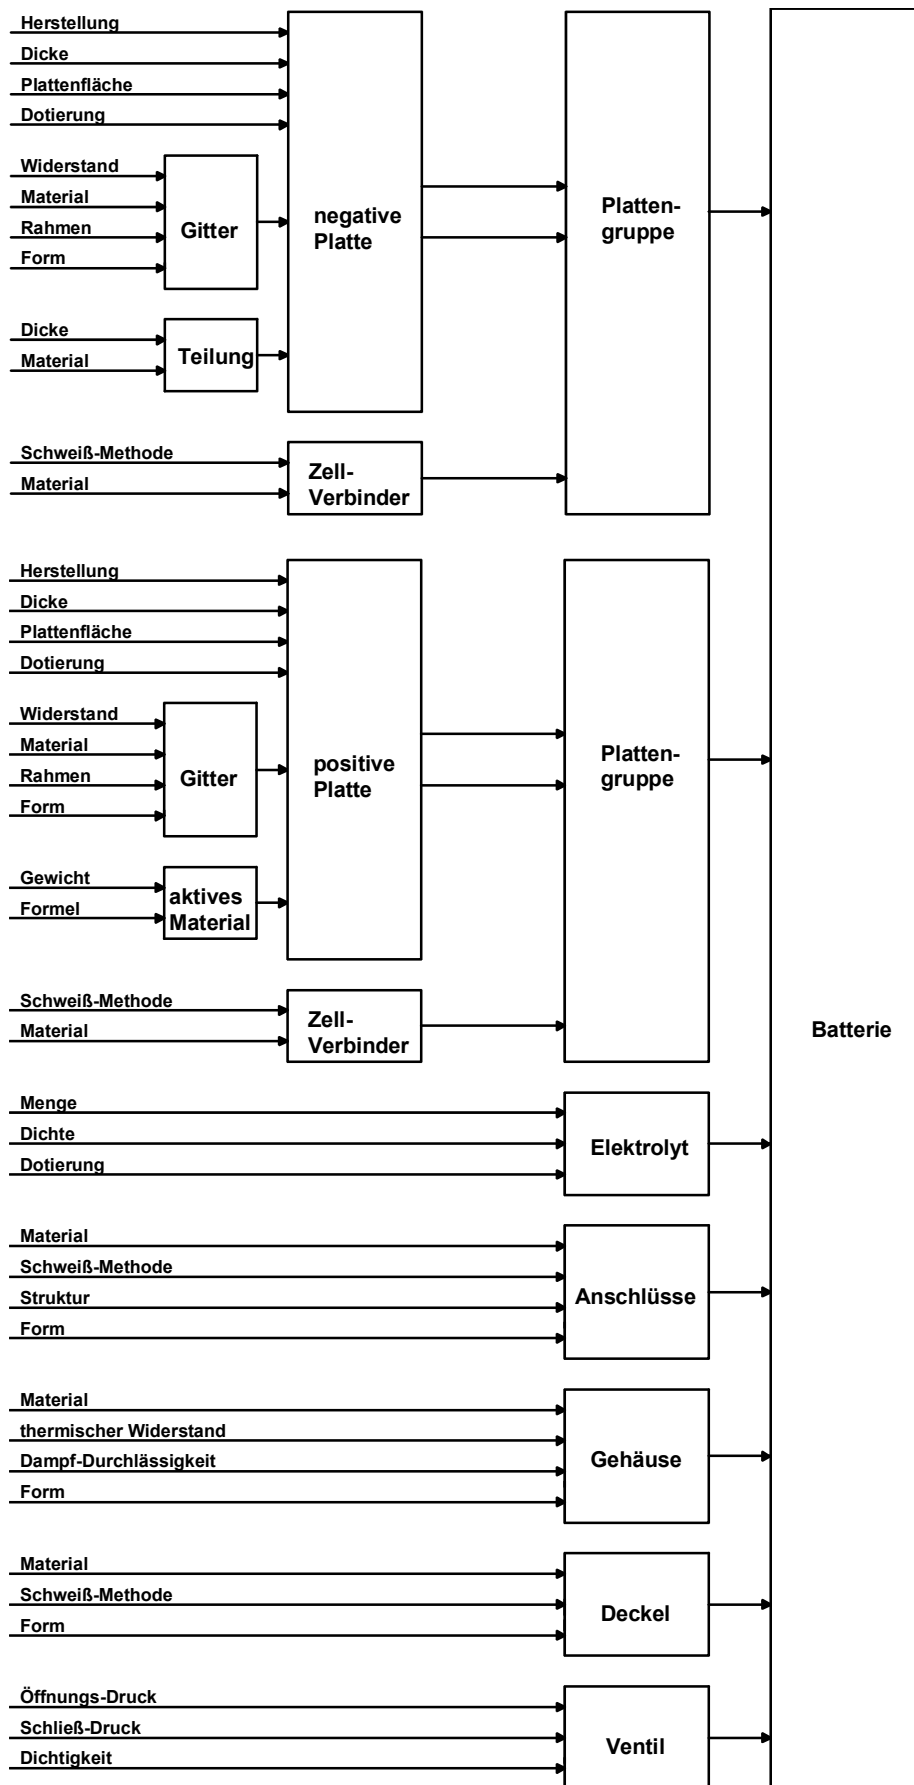 Herstellung
Dicke
Plattenfläche
Dotierung
Widerstand
Material
Rahmen
Form
Gitter
Dicke
Material
Teilung
negative
Platte
Schweiß-Methode
Material
Zell-
Verbinder
Platten-
gruppe
Herstellung
Dicke
Plattenfläche
Dotierung
Widerstand
Material
Rahmen
Form
Gitter
Gewicht
Formel
aktives
Material
positive
Platte
Schweiß-Methode
Material
Zell-
Verbinder
Platten-
gruppe
Menge
Dichte
Dotierung
Elektrolyt
Material
Schweiß-Methode
Struktur
Form
Anschlüsse
Material
thermischer Widerstand
Dampf-Durchlässigkeit
Form
Gehäuse
Material
Schweiß-Methode
Form
Deckel
Öffnungs-Druck
Schließ-Druck
Dichtigkeit
Ventil
Batterie